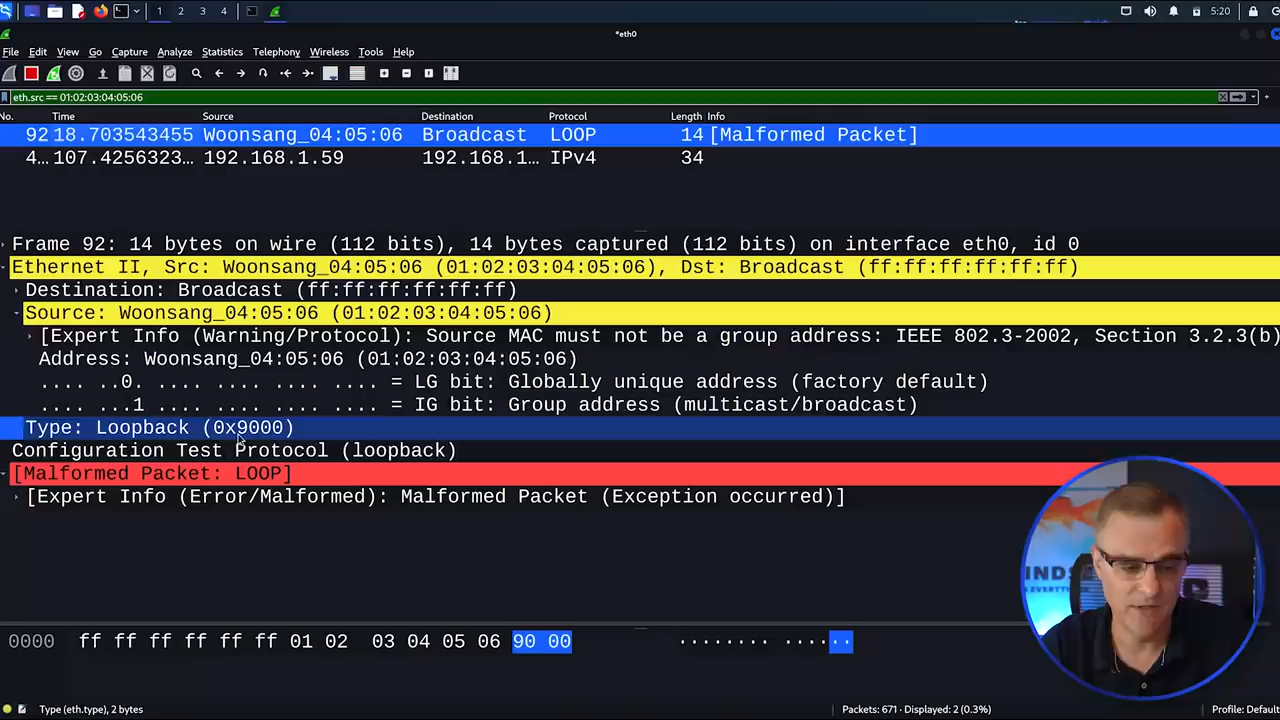 1 2 3 4 5:20
*eth0
File Edit View Go Capture Analyze Statistics Telephony Wireless Tools Help
eth.src == 01:02:03:04:05:06
No. Time Source Destination Protocol Length Info
92 18.703543455 Woonsang_04:05:06 Broadcast LOOP 14 [Malformed Packet]
4… 107.4256323… 192.168.1.59 192.168.1… IPv4 34
Frame 92: 14 bytes on wire (112 bits), 14 bytes captured (112 bits) on interface eth0, id 0
Ethernet II, Src: Woonsang_04:05:06 (01:02:03:04:05:06), Dst: Broadcast (ff:ff:ff:ff:ff:ff)
Destination: Broadcast (ff:ff:ff:ff:ff:ff)
Source: Woonsang_04:05:06 (01:02:03:04:05:06)
[Expert Info (Warning/Protocol): Source MAC must not be a group address: IEEE 802.3-2002, Section 3.2.3(b)
Address: Woonsang_04:05:06 (01:02:03:04:05:06)
.... ..0. .... .... .... .... = LG bit: Globally unique address (factory default)
.... ...1 .... .... .... .... = IG bit: Group address (multicast/broadcast)
Type: Loopback (0x9000)
Configuration Test Protocol (loopback)
[Malformed Packet: LOOP]
[Expert Info (Error/Malformed): Malformed Packet (Exception occurred)]
0000 ff ff ff ff ff ff 01 02 03 04 05 06 90 00 ········ ······
Type (eth.type), 2 bytes Packets: 671 · Displayed: 2 (0.3%) Profile: Default